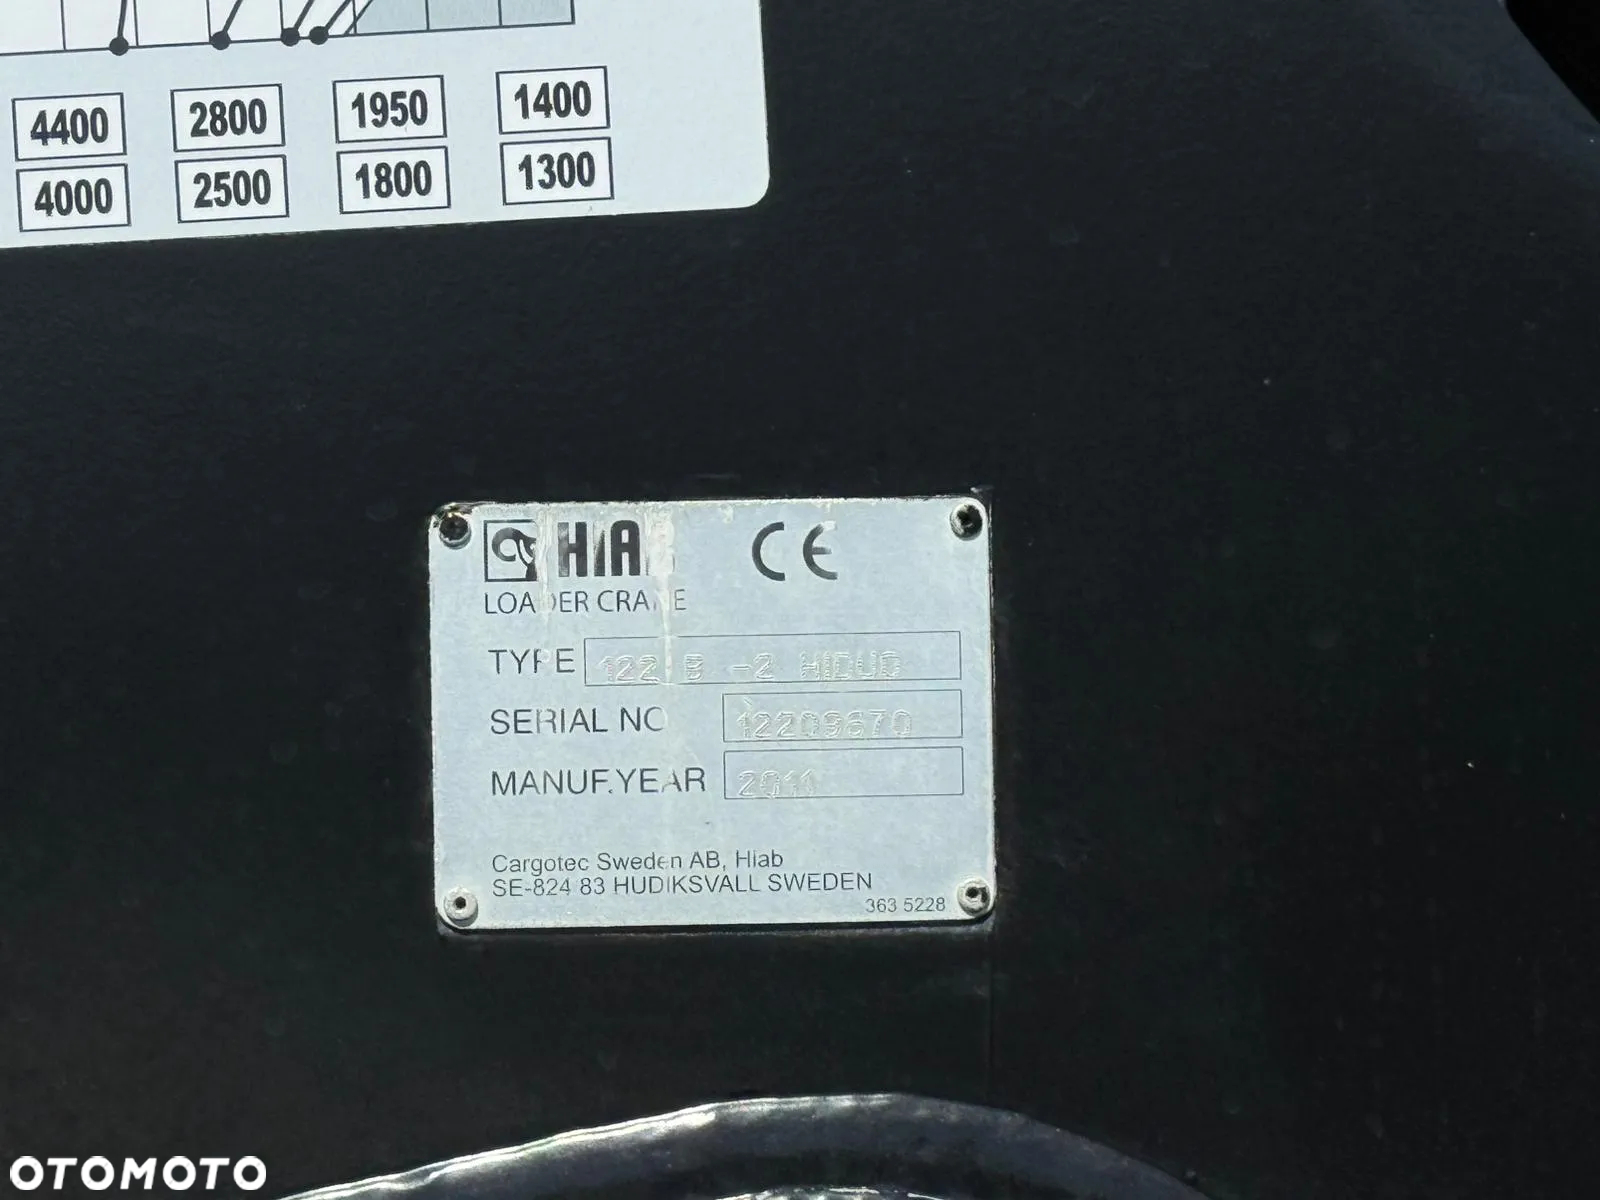 4400 2800 1950 1400
4000 2500 1800 1300
HIAB CE
LOADER CRANE
TYPE 122 B -2 HIDUO
SERIAL NO 12209670
MANUF.YEAR 2011
Cargotec Sweden AB, Hiab
SE-824 83 HUDIKSVALL SWEDEN
363 5228
OTOMOTO